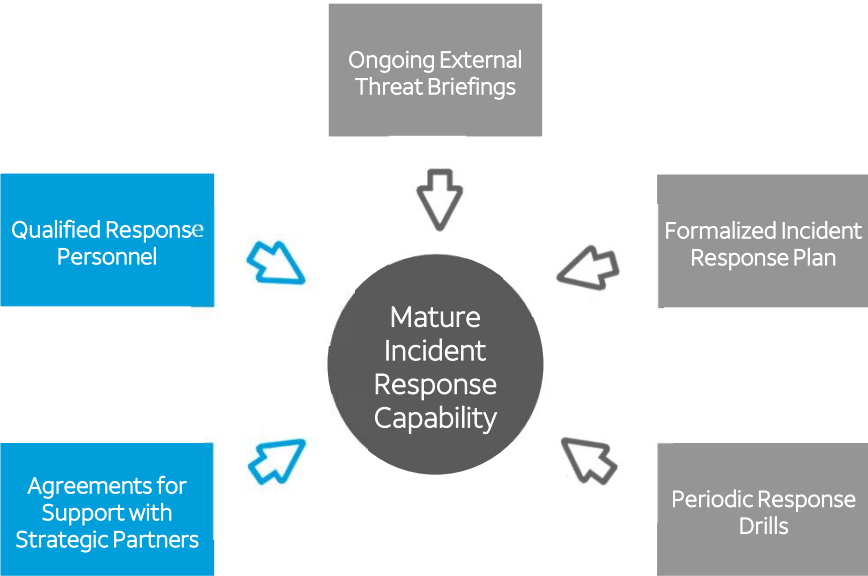 Ongoing External
Threat Briefings
Qualified Response
Personnel
Formalized Incident
Response Plan
Mature
Incident
Response
Capability
Agreements for
Support with
Strategic Partners
Periodic Response
Drills